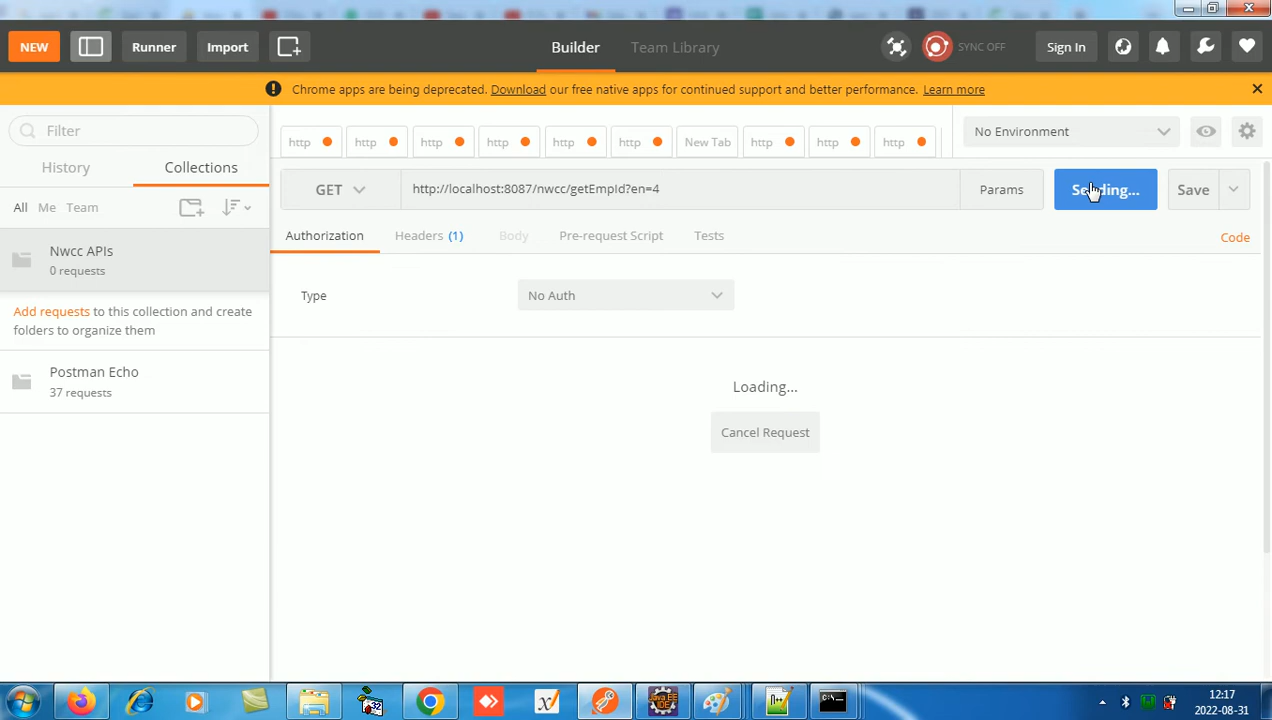 NEW
Runner
Import
Builder
Team Library
SYNC OFF
Sign In
Chrome apps are being deprecated. Download our free native apps for continued support and better performance. Learn more
Filter
http
http
http
http
http
http
New Tab
http
http
http
No Environment
History
Collections
GET
http://localhost:8087/nwcc/getEmpId?en=4
Params
Save
All Me Team
Authorization
Headers (1)
Body
Pre-request Script
Tests
Code
Nwcc APIs
0 requests
Type
No Auth
Add requests to this collection and create
folders to organize them
Postman Echo
37 requests
Loading...
Cancel Request
32
Java EE
IDE
12:17
2022-08-31